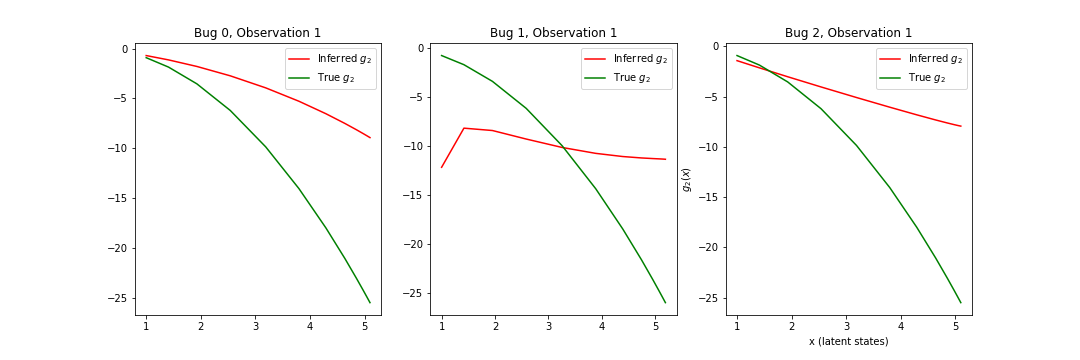 Bug 0, Observation 1
Inferred g₂
True g₂
0
−5
−10
−15
−20
−25
1 2 3 4 5
Bug 1, Observation 1
Inferred g₂
True g₂
0
−5
−10
−15
−20
−25
1 2 3 4 5
Bug 2, Observation 1
Inferred g₂
True g₂
g₂(x)
0
−5
−10
−15
−20
−25
1 2 3 4 5
x (latent states)